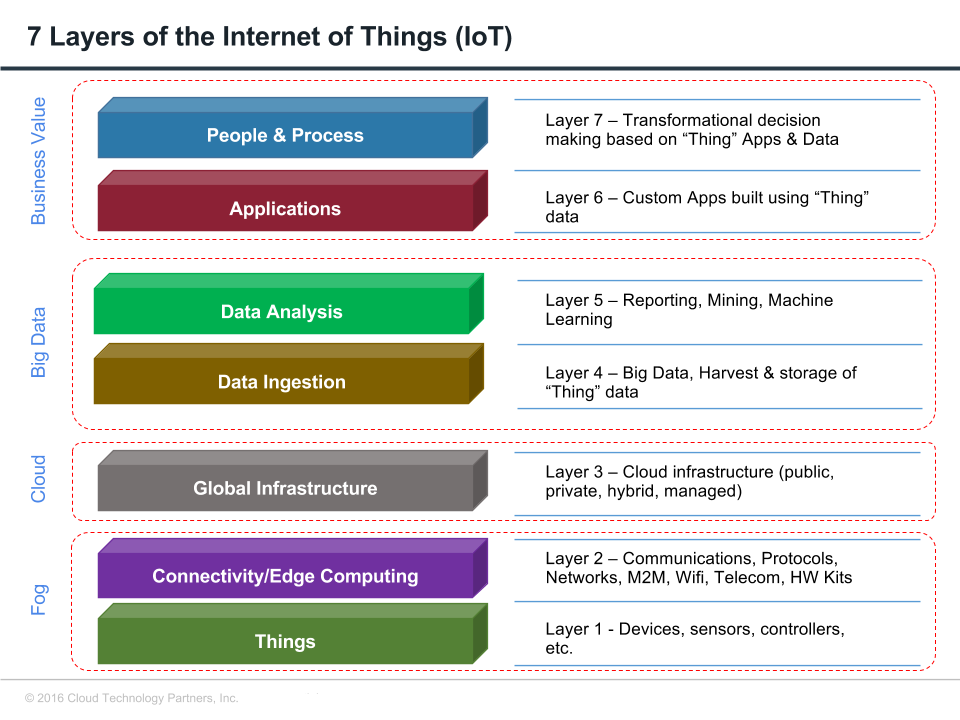 7 Layers of the Internet of Things (IoT)
Business Value
People & Process
Layer 7 – Transformational decision
making based on “Thing” Apps & Data
Applications
Layer 6 – Custom Apps built using “Thing”
data
Big Data
Data Analysis
Layer 5 – Reporting, Mining, Machine
Learning
Data Ingestion
Layer 4 – Big Data, Harvest & storage of
“Thing” data
Cloud
Global Infrastructure
Layer 3 – Cloud infrastructure (public,
private, hybrid, managed)
Fog
Connectivity/Edge Computing
Layer 2 – Communications, Protocols,
Networks, M2M, Wifi, Telecom, HW Kits
Things
Layer 1 - Devices, sensors, controllers,
etc.
© 2016 Cloud Technology Partners, Inc.